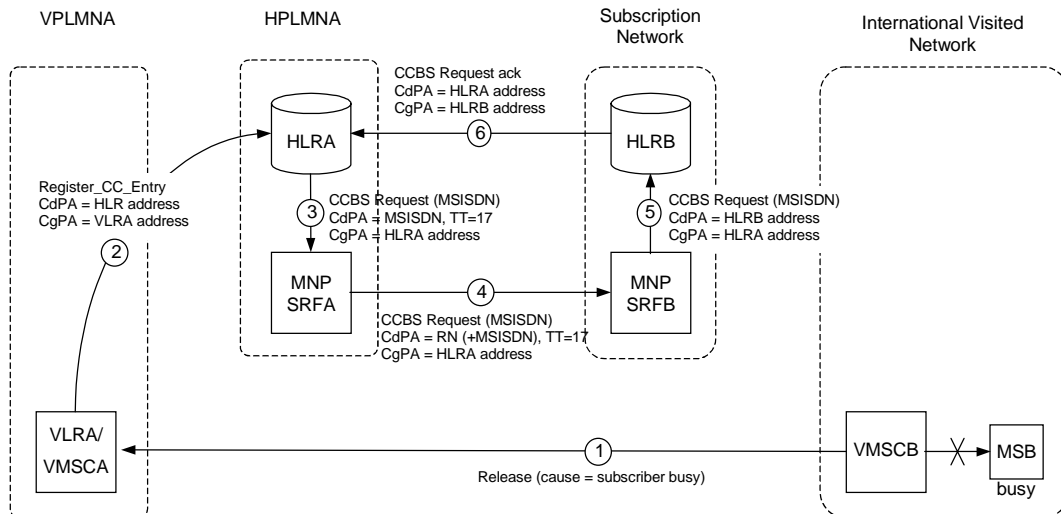 VPLMNA
HPLMNA
Subscription
Network
International Visited
Network
CCBS Request ack
CdPA = HLRA address
CgPA = HLRB address
HLRA
6
HLRB
Register_CC_Entry
CdPA = HLR address
CgPA = VLRA address
2
3
CCBS Request (MSISDN)
CdPA = MSISDN, TT=17
CgPA = HLRA address
5
CCBS Request (MSISDN)
CdPA = HLRB address
CgPA = HLRA address
MNP
SRFA
4
MNP
SRFB
CCBS Request (MSISDN)
CdPA = RN (+MSISDN), TT=17
CgPA = HLRA address
VLRA/
VMSCA
1
Release (cause = subscriber busy)
VMSCB
MSB
busy